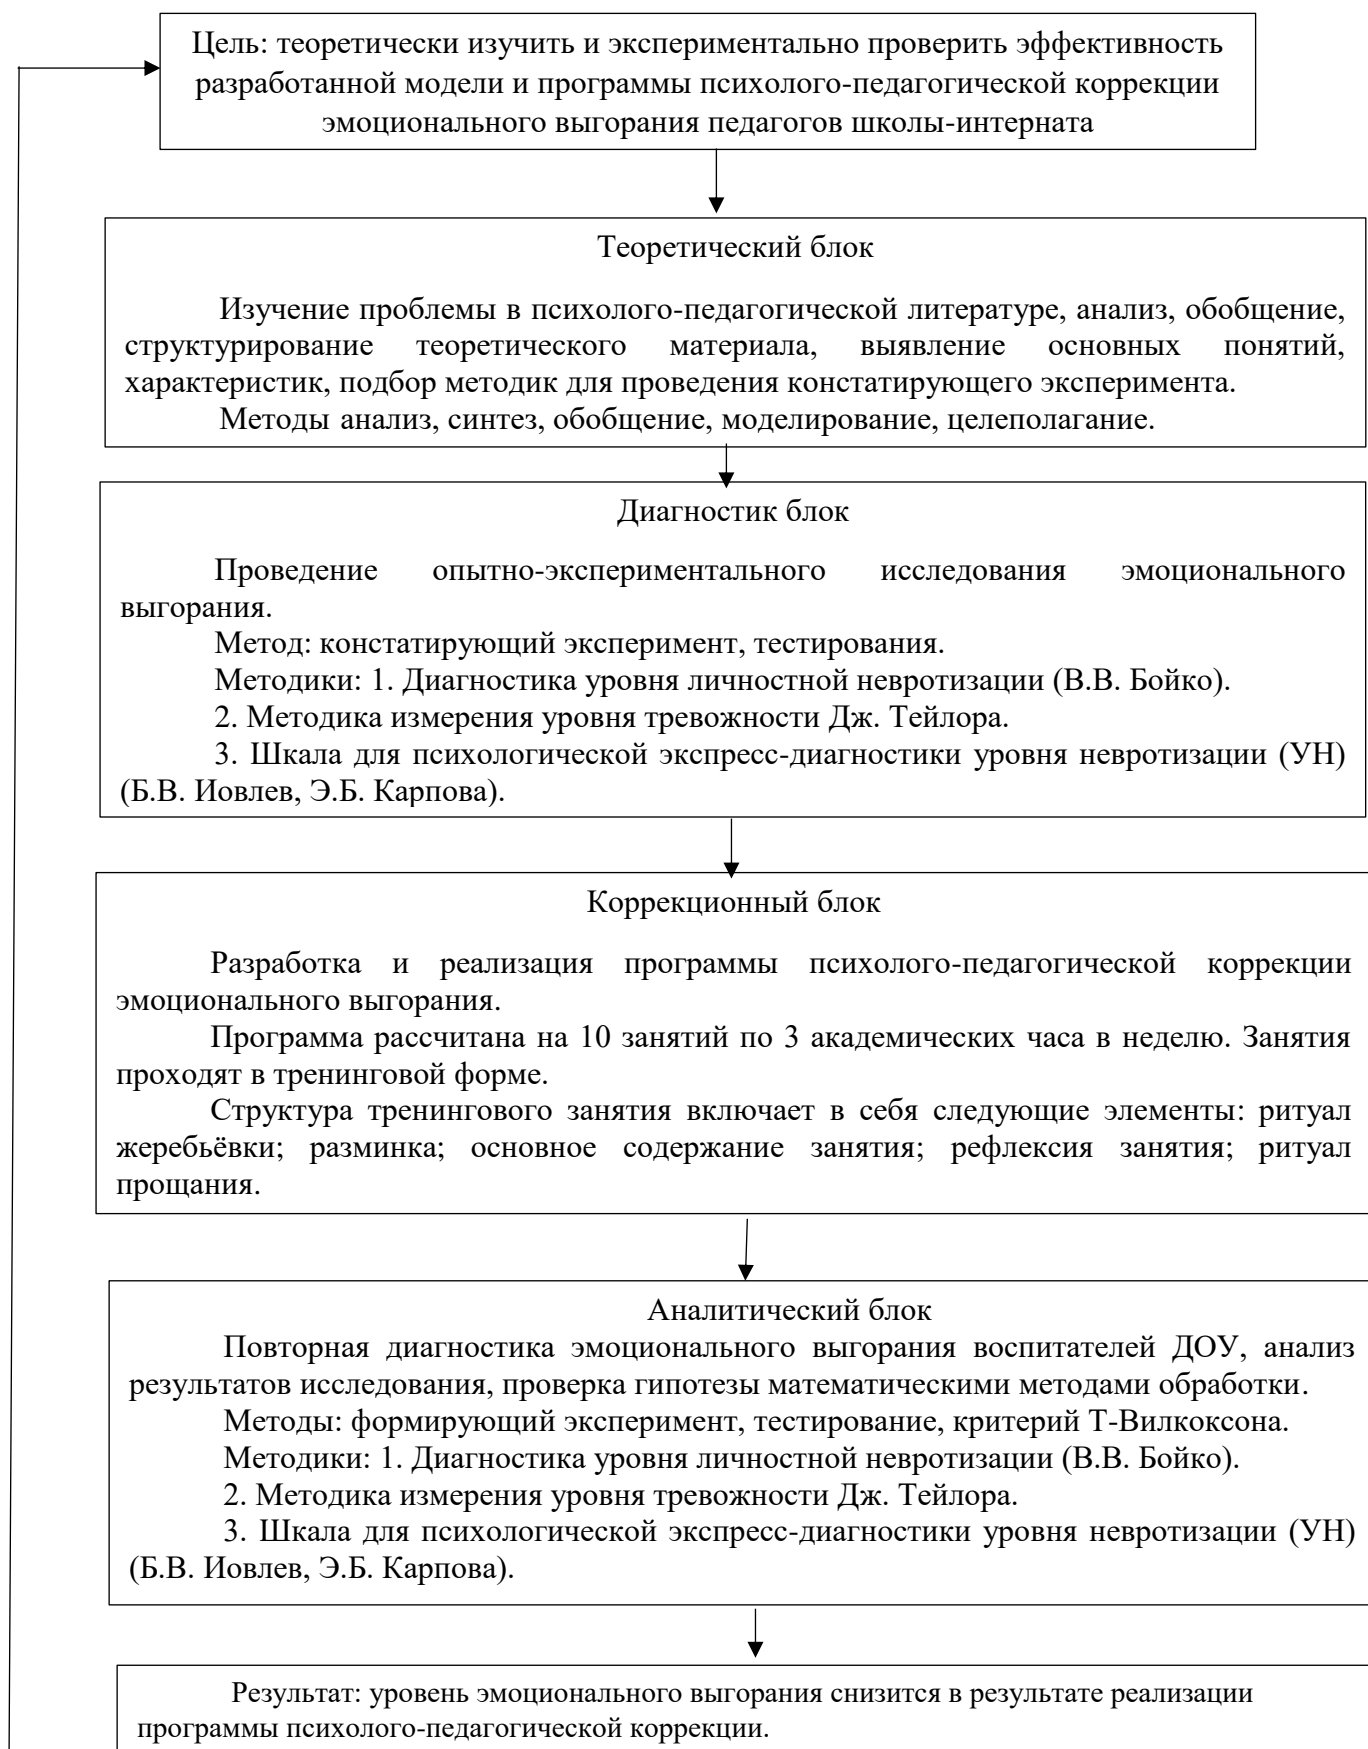 Цель: теоретически изучить и экспериментально проверить эффективность
разработанной модели и программы психолого-педагогической коррекции
эмоционального выгорания педагогов школы-интерната
Теоретический блок
Изучение проблемы в психолого-педагогической литературе, анализ, обобщение,
структурирование теоретического материала, выявление основных понятий,
характеристик, подбор методик для проведения констатирующего эксперимента.
Методы анализ, синтез, обобщение, моделирование, целеполагание.
Диагностик блок
Проведение опытно-экспериментального исследования эмоционального
выгорания.
Метод: констатирующий эксперимент, тестирования.
Методики: 1. Диагностика уровня личностной невротизации (В.В. Бойко).
2. Методика измерения уровня тревожности Дж. Тейлора.
3. Шкала для психологической экспресс-диагностики уровня невротизации (УН)
(Б.В. Иовлев, Э.Б. Карпова).
Коррекционный блок
Разработка и реализация программы психолого-педагогической коррекции
эмоционального выгорания.
Программа рассчитана на 10 занятий по 3 академических часа в неделю. Занятия
проходят в тренинговой форме.
Структура тренингового занятия включает в себя следующие элементы: ритуал
жеребьёвки; разминка; основное содержание занятия; рефлексия занятия; ритуал
прощания.
Аналитический блок
Повторная диагностика эмоционального выгорания воспитателей ДОУ, анализ
результатов исследования, проверка гипотезы математическими методами обработки.
Методы: формирующий эксперимент, тестирование, критерий Т-Вилкоксона.
Методики: 1. Диагностика уровня личностной невротизации (В.В. Бойко).
2. Методика измерения уровня тревожности Дж. Тейлора.
3. Шкала для психологической экспресс-диагностики уровня невротизации (УН)
(Б.В. Иовлев, Э.Б. Карпова).
Результат: уровень эмоционального выгорания снизится в результате реализации
программы психолого-педагогической коррекции.